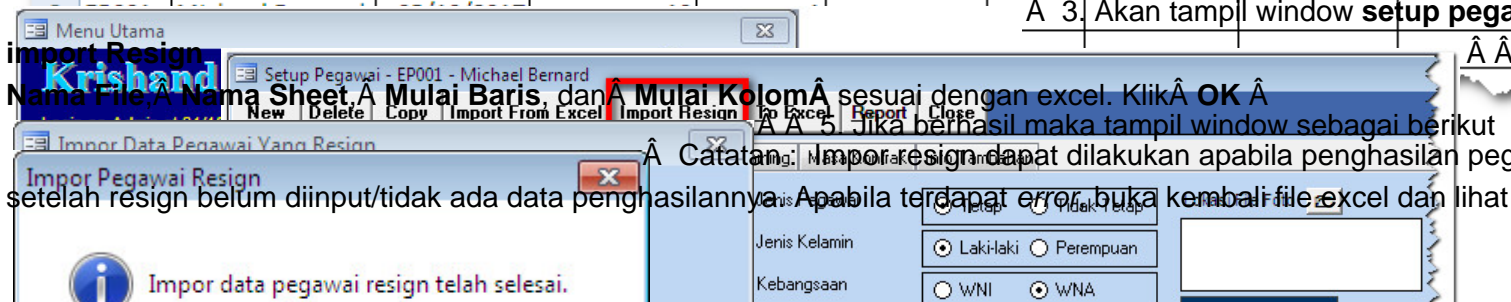 3. Akan tampil window setup pega
Menu Utama
import Resign
Â Â
Krishand
Setup Pegawai - EP001 - Michael Bernard
Nama File,Â Nama Sheet,Â Mulai Baris, danÂ Mulai KolomÂ sesuai dengan excel. KlikÂ OK Â
New Delete Copy Import From Excel Import Resign To Excel Report Close
Â Â 5. Jika berhasil maka tampil window sebagai berikut
Impor Data Pegawai Yang Resign
Â Catatan : Impor resign dapat dilakukan apabila penghasilan peg
Impor Pegawai Resign
setelah resign belum diinput/tidak ada data penghasilannya. Apabila terdapat error, buka kembali file excel dan lihat
Jenis Pegawai Tetap Tidak Tetap
Jenis Kelamin Laki-laki Perempuan
Impor data pegawai resign telah selesai.
Kebangsaan WNI WNA